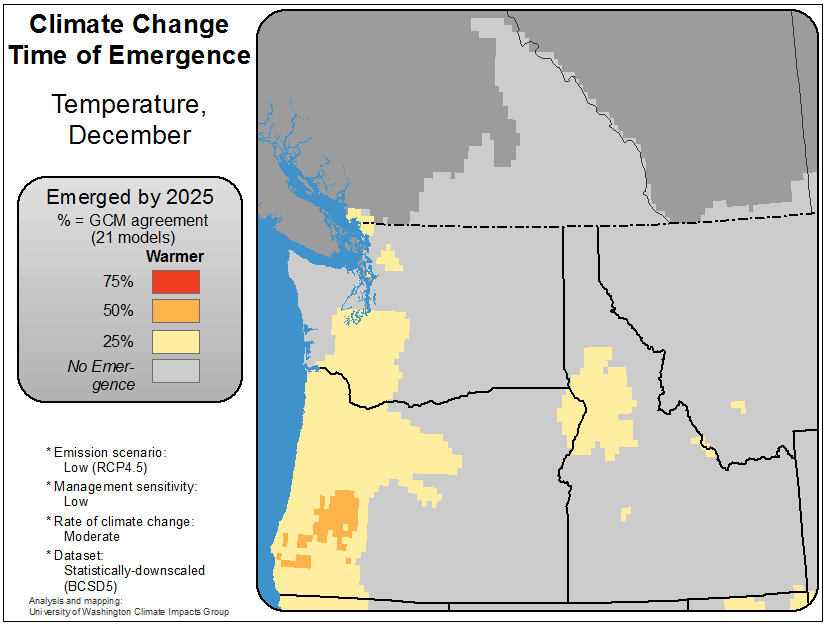 Climate Change
Time of Emergence
Temperature,
December
Emerged by 2025
% = GCM agreement
(21 models)
Warmer
75%
50%
25%
No Emer-
gence
* Emission scenario:
Low (RCP4.5)
* Management sensitivity:
Low
* Rate of climate change:
Moderate
* Dataset:
Statistically-downscaled
(BCSD5)
Analysis and mapping:
University of Washington Climate Impacts Group